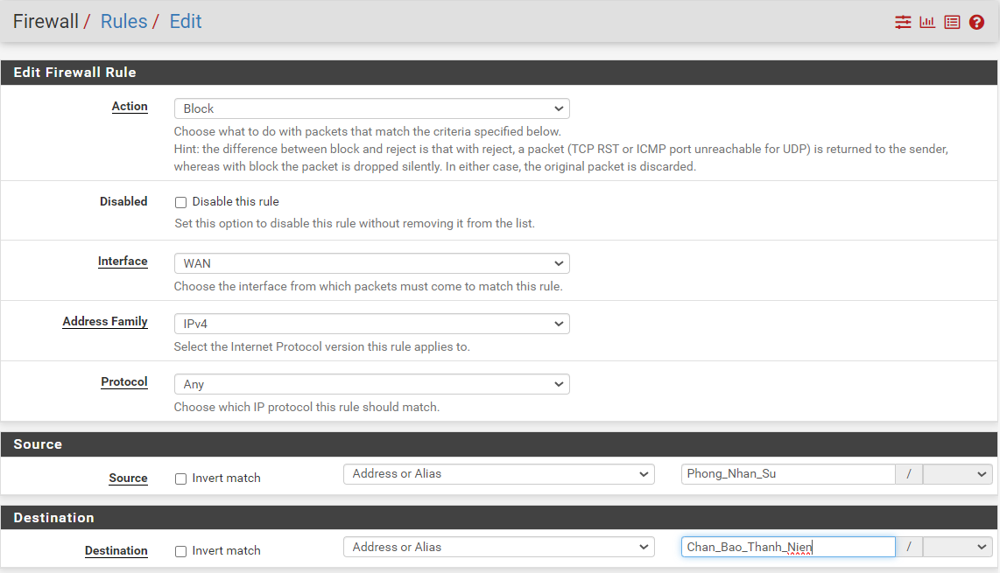 Firewall / Rules / Edit
Edit Firewall Rule
Action
Block
Choose what to do with packets that match the criteria specified below.
Hint: the difference between block and reject is that with reject, a packet (TCP RST or ICMP port unreachable for UDP) is returned to the sender,
whereas with block the packet is dropped silently. In either case, the original packet is discarded.
Disabled
Disable this rule
Set this option to disable this rule without removing it from the list.
Interface
WAN
Choose the interface from which packets must come to match this rule.
Address Family
IPv4
Select the Internet Protocol version this rule applies to.
Protocol
Any
Choose which IP protocol this rule should match.
Source
Source Invert match Address or Alias Phong_Nhan_Su /
Destination
Destination Invert match Address or Alias Chan_Bao_Thanh_Nien /